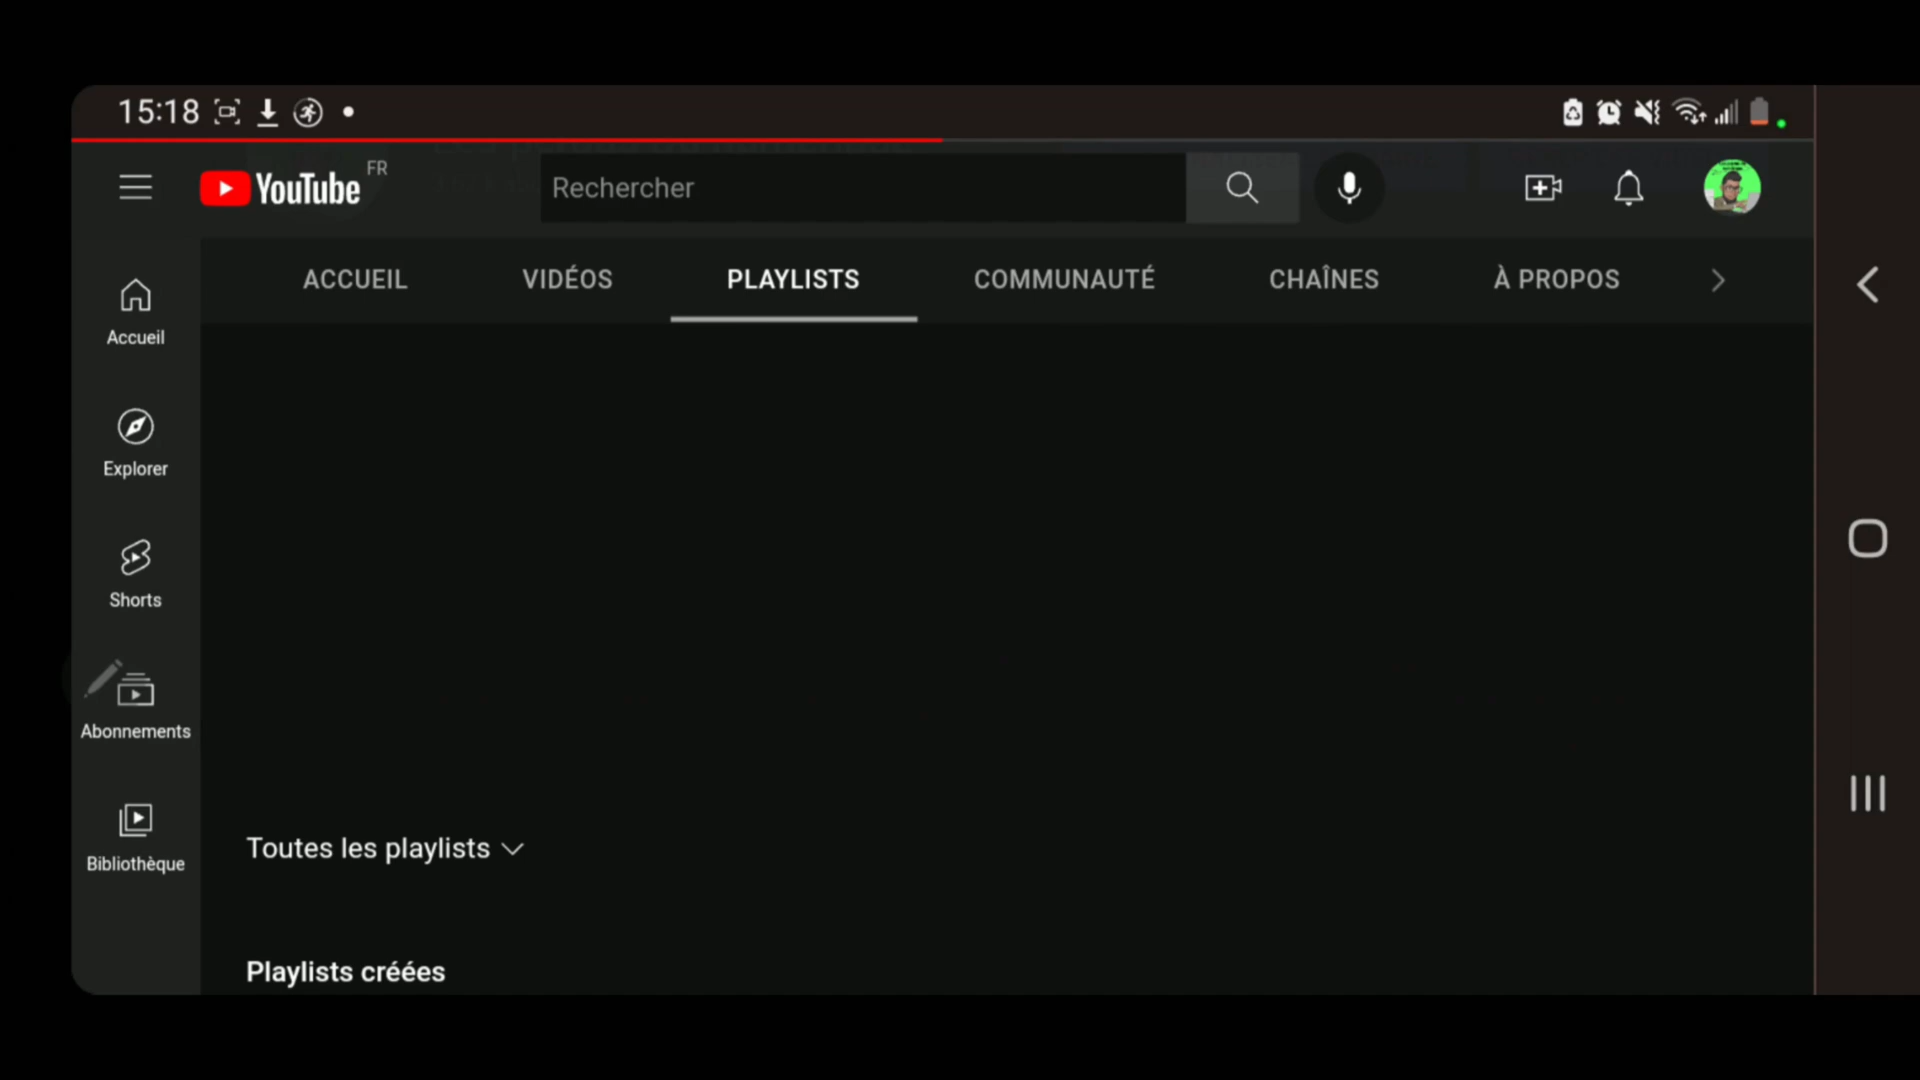 15:18
YouTube FR
Rechercher
ACCUEIL VIDÉOS PLAYLISTS COMMUNAUTÉ CHAÎNES À PROPOS
Accueil
Explorer
Shorts
Abonnements
Bibliothèque
Toutes les playlists
Playlists créées